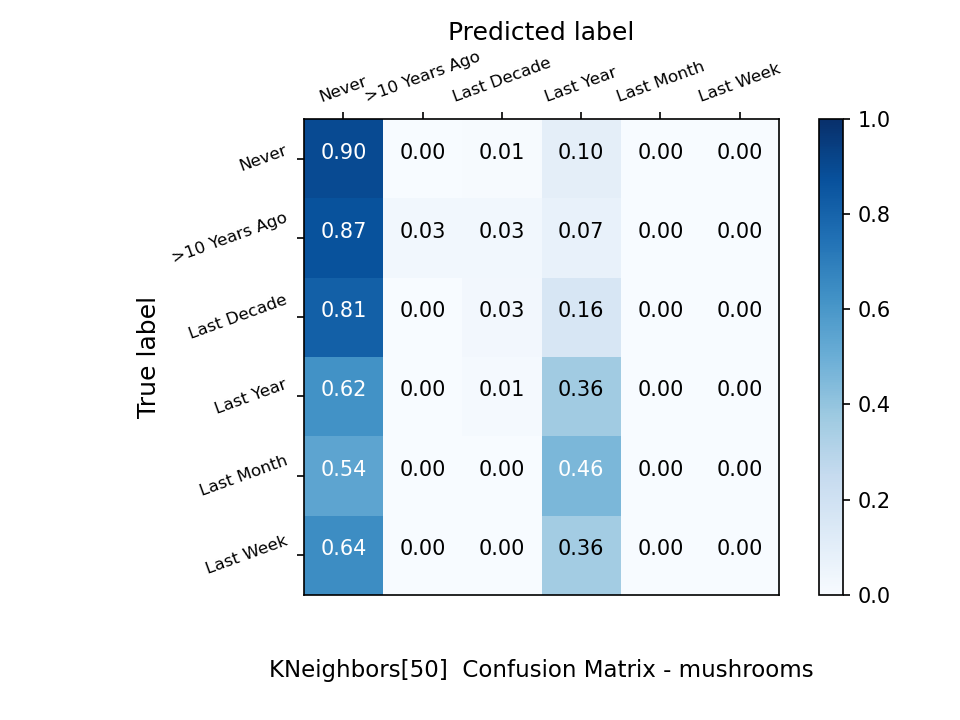 Predicted label
Never >10 Years Ago Last Decade Last Year Last Month Last Week
1.0
Never 0.90 0.00 0.01 0.10 0.00 0.00
0.8
>10 Years Ago 0.87 0.03 0.03 0.07 0.00 0.00
Last Decade 0.81 0.00 0.03 0.16 0.00 0.00
0.6
True label
Last Year 0.62 0.00 0.01 0.36 0.00 0.00
0.4
Last Month 0.54 0.00 0.00 0.46 0.00 0.00
0.2
Last Week 0.64 0.00 0.00 0.36 0.00 0.00
0.0
KNeighbors[50]  Confusion Matrix - mushrooms